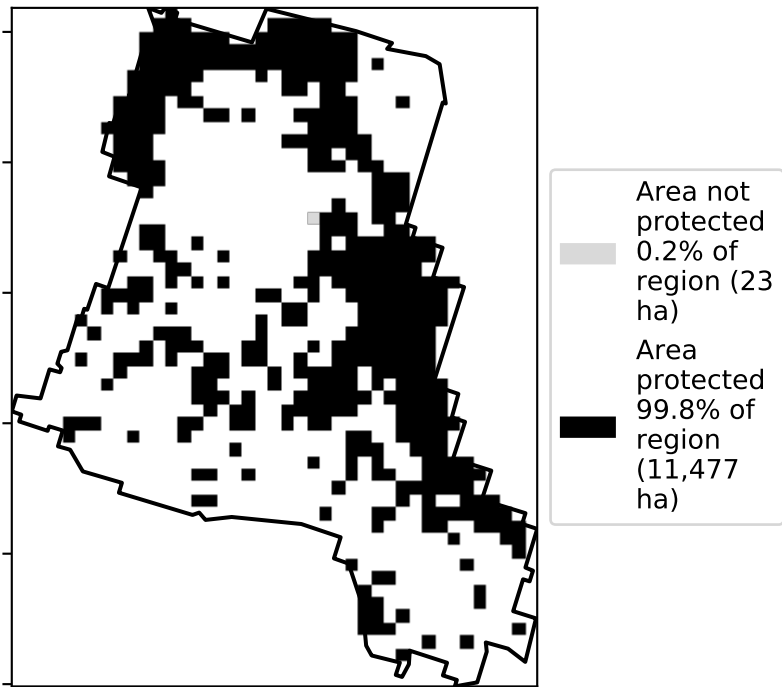 Area not
protected
0.2% of
region (23
ha)
Area
protected
99.8% of
region
(11,477
ha)